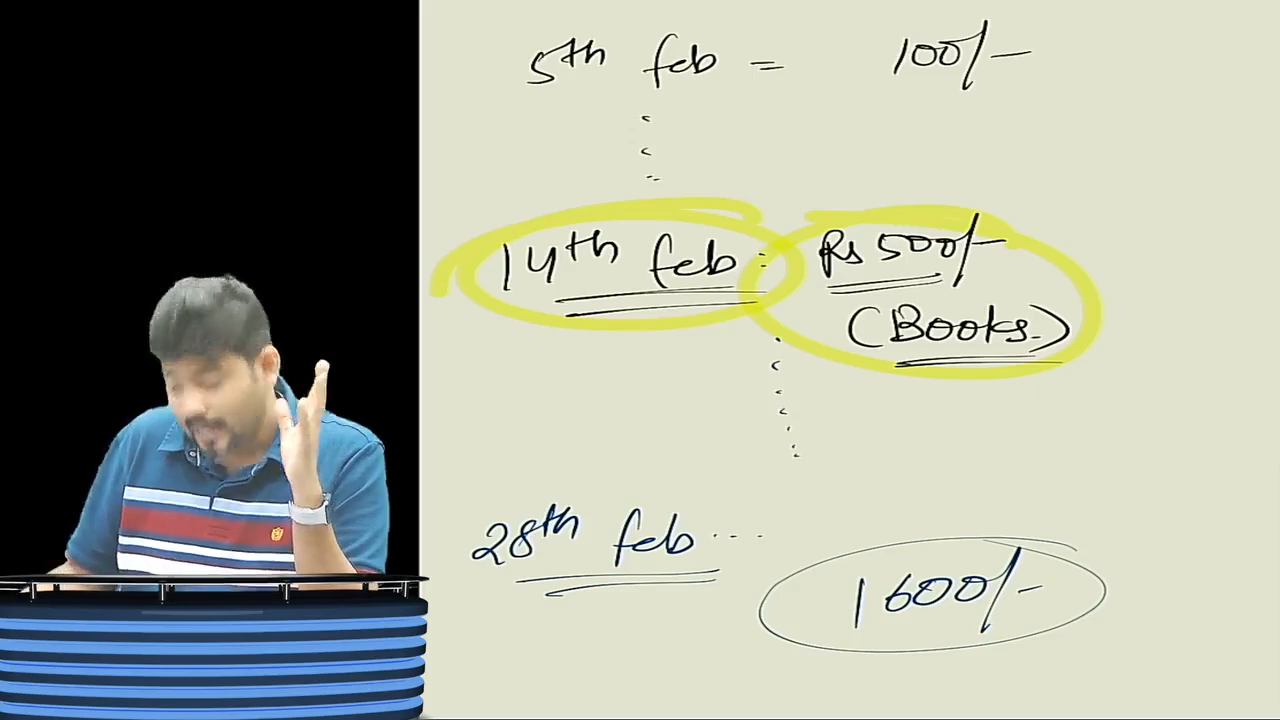 5th feb = 100/-
14th feb : Rs 500/-
(Books.)
28th feb ...
1600/-